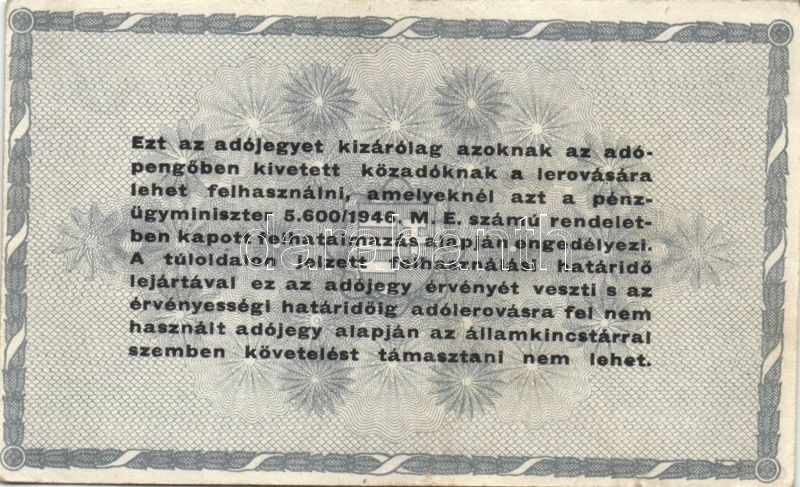 Ezt az adójegyet kizárólag azoknak az adó-
pengőben kivetett közadóknak a lerovására
lehet felhasználni, amelyeknél azt a pénz-
ügyminiszter 5.600/1946. M. E. számú rendelet-
ben kapott felhatalmazás alapján engedélyezi.
A túloldalon jelzett felhasználási határidő
darabanth
lejártával ez az adójegy érvényét veszti s az
érvényességi határidőig adólerovásra fel nem
használt adójegy alapján az államkincstárral
szemben követelést támasztani nem lehet.